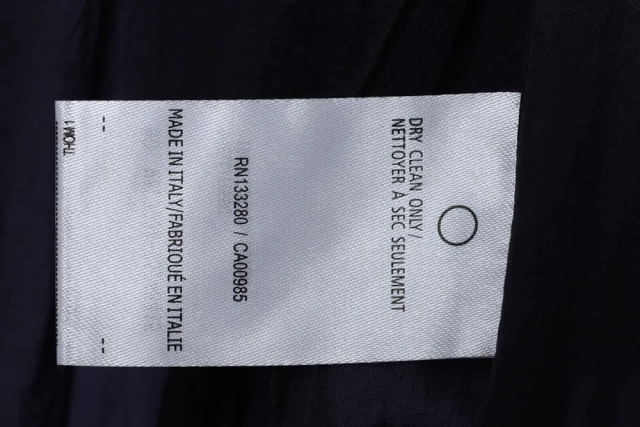 DRY CLEAN ONLY/
NETTOYER À SEC SEULEMENT
RN133280 / CA00985
MADE IN ITALY/FABRIQUÉ EN ITALIE
-- --